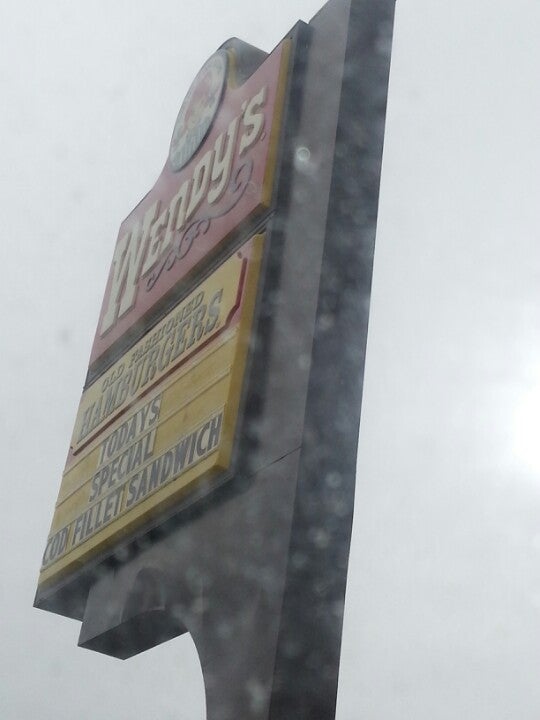 Wendy's
OLD FASHIONED
HAMBURGERS
TODAYS
SPECIAL
COD FILLET SANDWICH